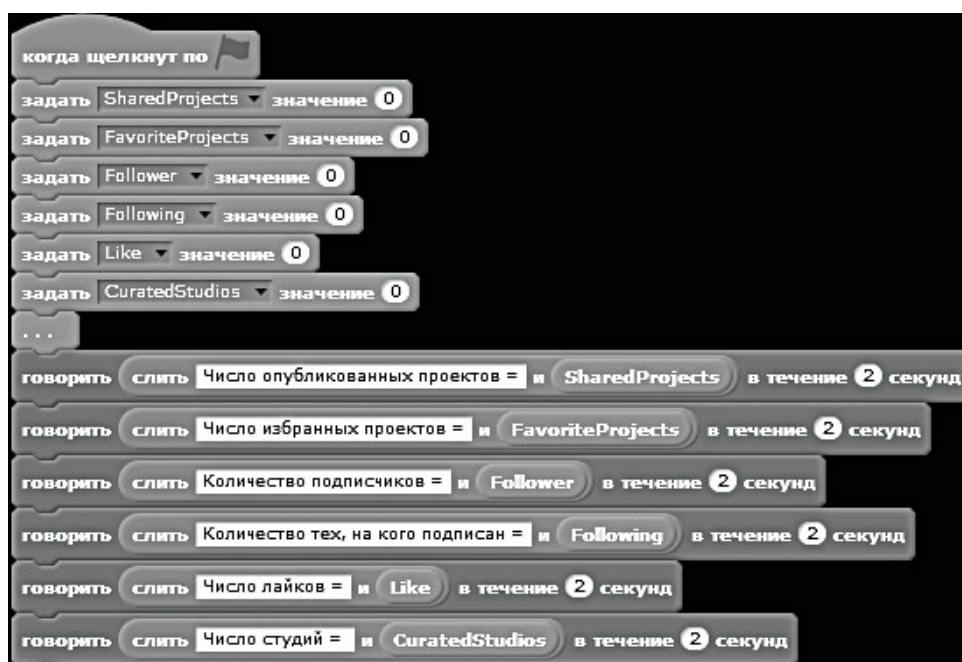 когда щелкнут по
задать SharedProjects значение 0
задать FavoriteProjects значение 0
задать Follower значение 0
задать Following значение 0
задать Like значение 0
задать CuratedStudios значение 0
...
говорить слить Число опубликованных проектов = и SharedProjects в течение 2 секунд
говорить слить Число избранных проектов = и FavoriteProjects в течение 2 секунд
говорить слить Количество подписчиков = и Follower в течение 2 секунд
говорить слить Количество тех, на кого подписан = и Following в течение 2 секунд
говорить слить Число лайков = и Like в течение 2 секунд
говорить слить Число студий = и CuratedStudios в течение 2 секунд